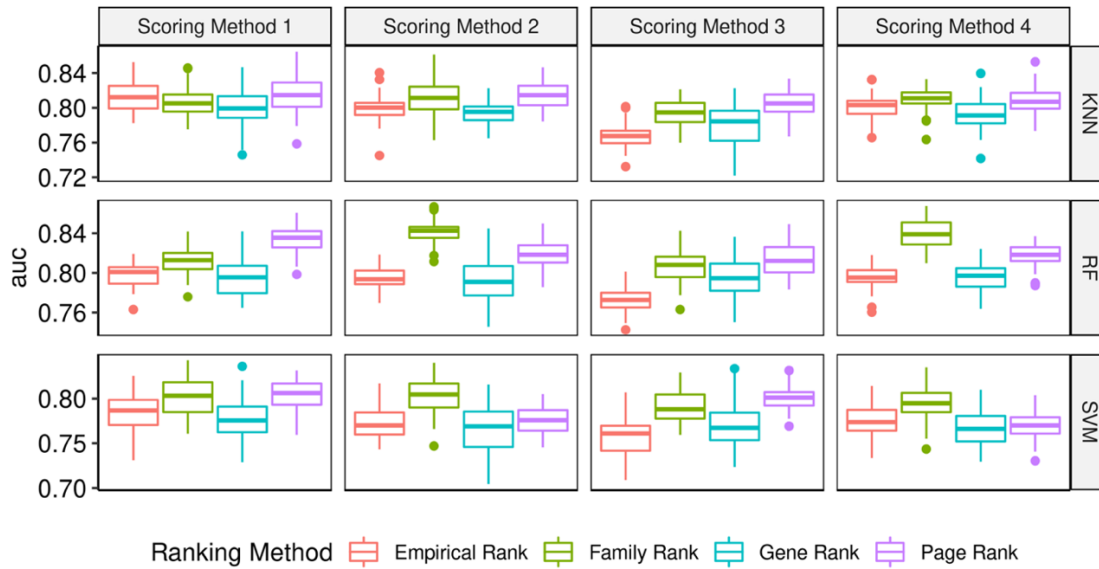 Scoring Method 1 Scoring Method 2 Scoring Method 3 Scoring Method 4
0.84
0.80
0.76
0.72
KNN
0.84
0.80
0.76
RF
auc
0.80
0.75
0.70
SVM
Ranking Method Empirical Rank Family Rank Gene Rank Page Rank